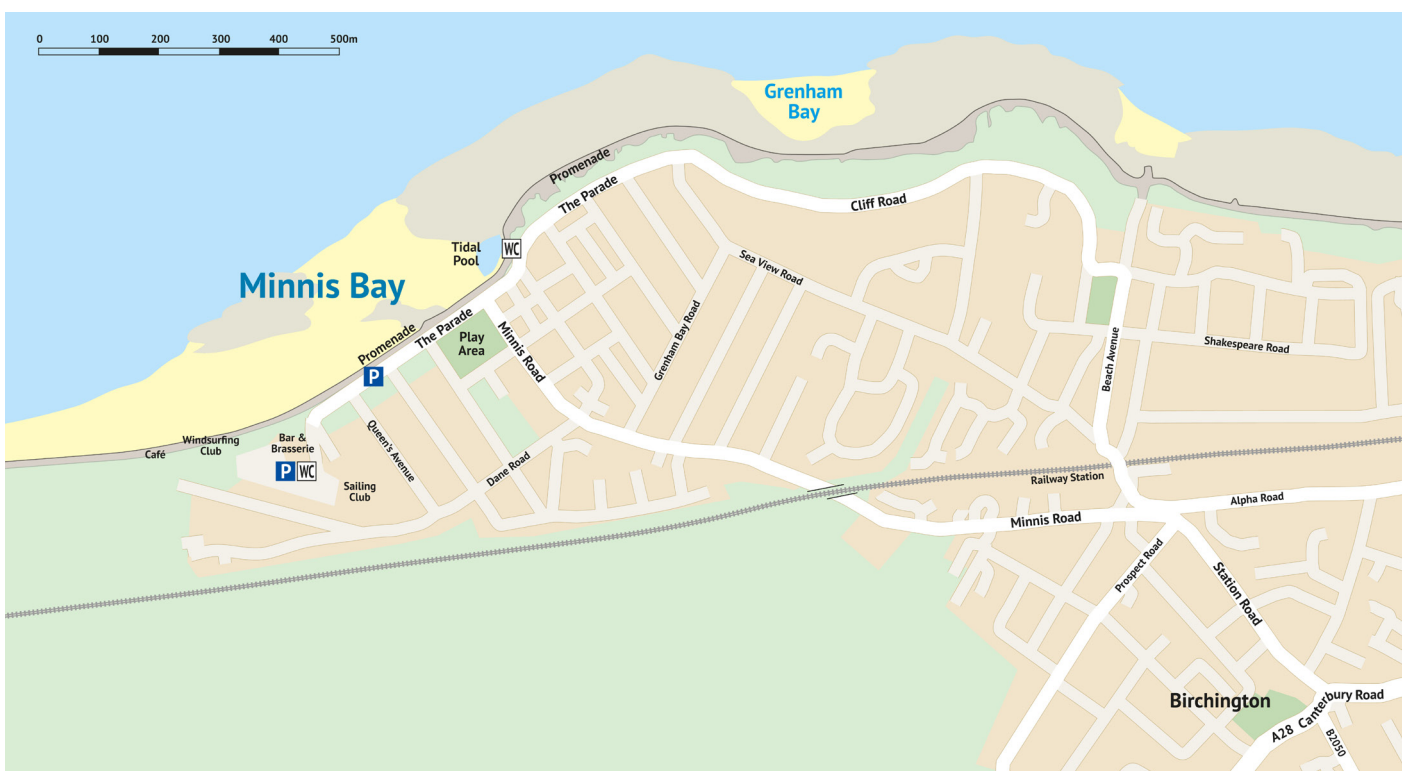 0 100 200 300 400 500m
Grenham
Bay
Promenade
The Parade
Cliff Road
Tidal
Pool
WC
Sea View Road
Minnis Bay
Promenade
The Parade
Play
Area
Minnis Road
Grenham Bay Road
Beach Avenue
Shakespeare Road
P
Queen's Avenue
Windsurfing
Club
Café
Bar &
Brasserie
P WC
Sailing
Club
Dane Road
Railway Station
Minnis Road
Alpha Road
Prospect Road
Station Road
Birchington
A28 Canterbury Road
B2050